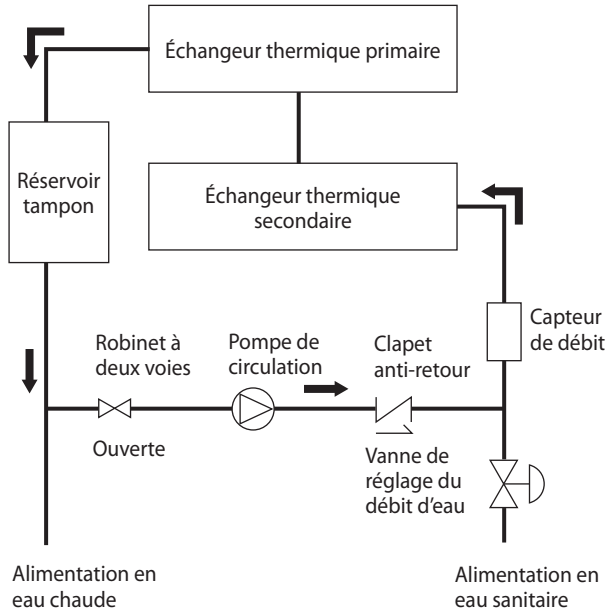 Échangeur thermique primaire
Réservoir
tampon
Échangeur thermique
secondaire
Capteur
de débit
Robinet à
deux voies
Pompe de
circulation
Clapet
anti-retour
Ouverte
Vanne de
réglage du
débit d'eau
Alimentation en
eau chaude
Alimentation en
eau sanitaire